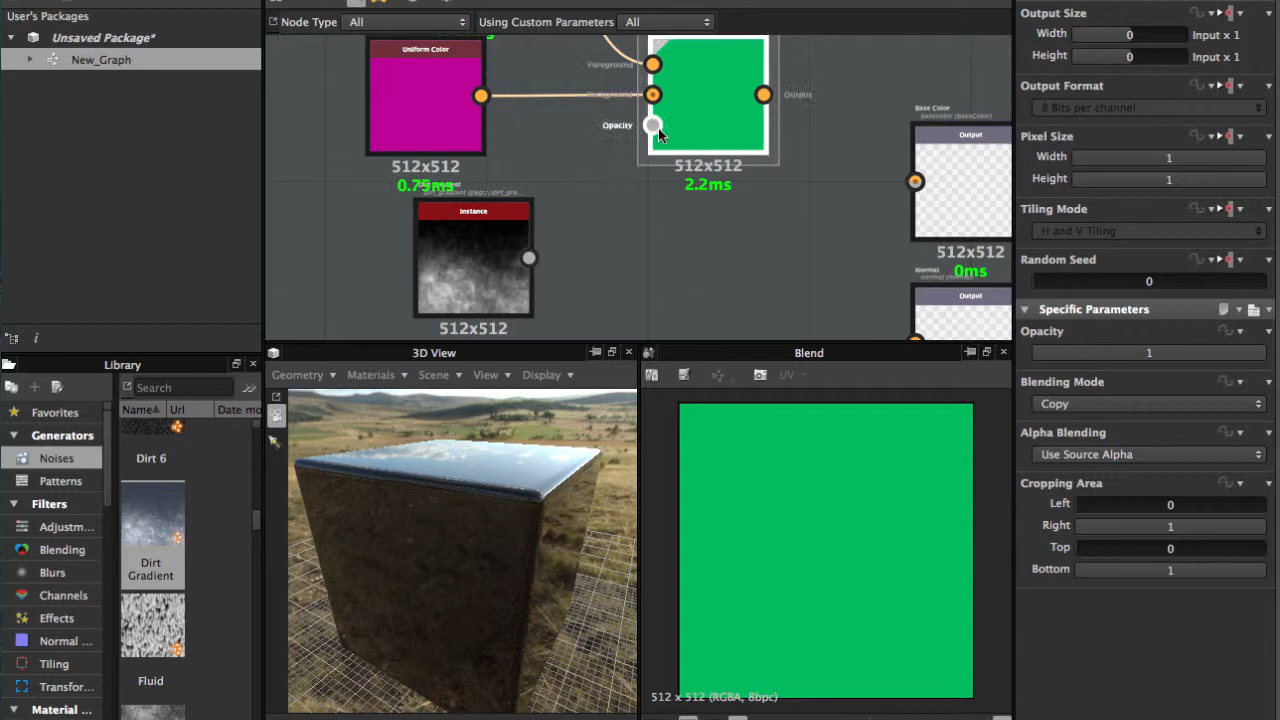 User's Packages
Unsaved Package*
New_Graph
Node Type
All
Using Custom Parameters
All
Uniform Color
512x512
0.75ms
Foreground
Background
Opacity
Output
512x512
2.2ms
Instance
512x512
Base Color
basecolor (baseColor)
Output
512x512
0ms
Normal
normal (normal)
Output
Output Size
Width
0
Input x 1
Height
0
Input x 1
Output Format
8 Bits per channel
Pixel Size
Width
1
Height
1
Tiling Mode
H and V Tiling
Random Seed
0
Specific Parameters
Opacity
1
Blending Mode
Copy
Alpha Blending
Use Source Alpha
Cropping Area
Left
0
Right
1
Top
0
Bottom
1
i
Library
Search
Name
Url
Date mo
Favorites
Generators
Noises
Patterns
Filters
Adjustm...
Blending
Blurs
Channels
Effects
Normal ...
Tiling
Transfor...
Material ...
Dirt 6
Dirt
Gradient
Fluid
3D View
Geometry
Materials
Scene
View
Display
Blend
UV
512 x 512 (RGBA, 8bpc)